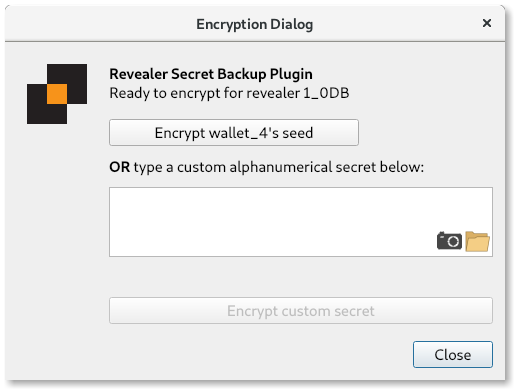 Encryption Dialog
Revealer Secret Backup Plugin
Ready to encrypt for revealer 1_0DB
Encrypt wallet_4's seed
OR type a custom alphanumerical secret below:
Encrypt custom secret
Close